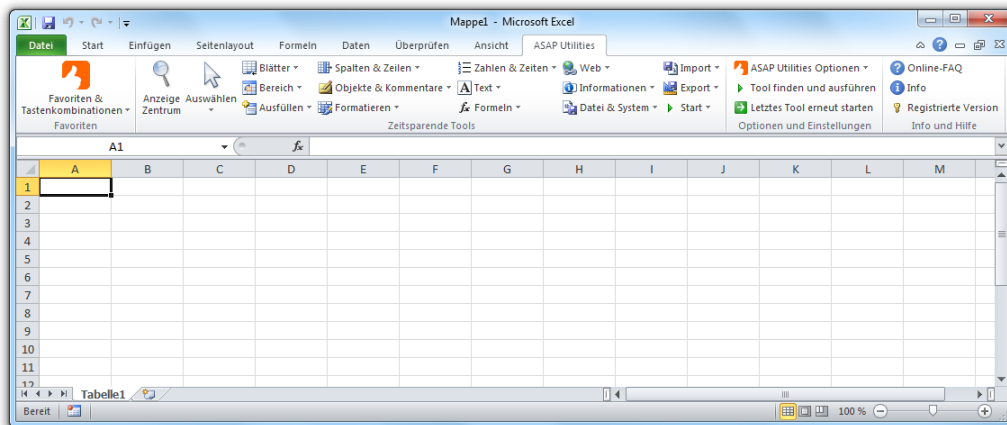 Mappe1 - Microsoft Excel
Datei Start Einfügen Seitenlayout Formeln Daten Überprüfen Ansicht ASAP Utilities
Favoriten &
Tastenkombinationen
Favoriten
Anzeige
Zentrum
Auswählen
Blätter
Bereich
Ausfüllen
Spalten & Zeilen
Objekte & Kommentare
Formatieren
Zahlen & Zeiten
Text
Formeln
Web
Informationen
Datei & System
Import
Export
Start
Zeitsparende Tools
ASAP Utilities Optionen
Tool finden und ausführen
Letztes Tool erneut starten
Optionen und Einstellungen
Online-FAQ
Info
Registrierte Version
Info und Hilfe
A1 fx
A B C D E F G H I J K L M
1
2
3
4
5
6
7
8
9
10
11
12
Tabelle1
Bereit 100 %